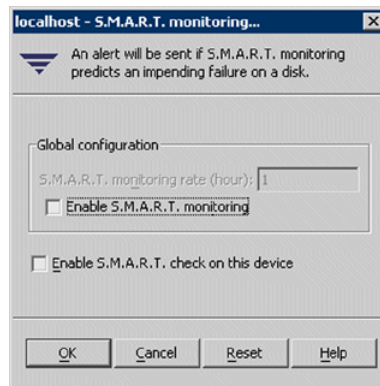 localhost - S.M.A.R.T. monitoring...
An alert will be sent if S.M.A.R.T. monitoring
predicts an impending failure on a disk.
Global configuration
S.M.A.R.T. monitoring rate (hour): 1
Enable S.M.A.R.T. monitoring
Enable S.M.A.R.T. check on this device
OK Cancel Reset Help